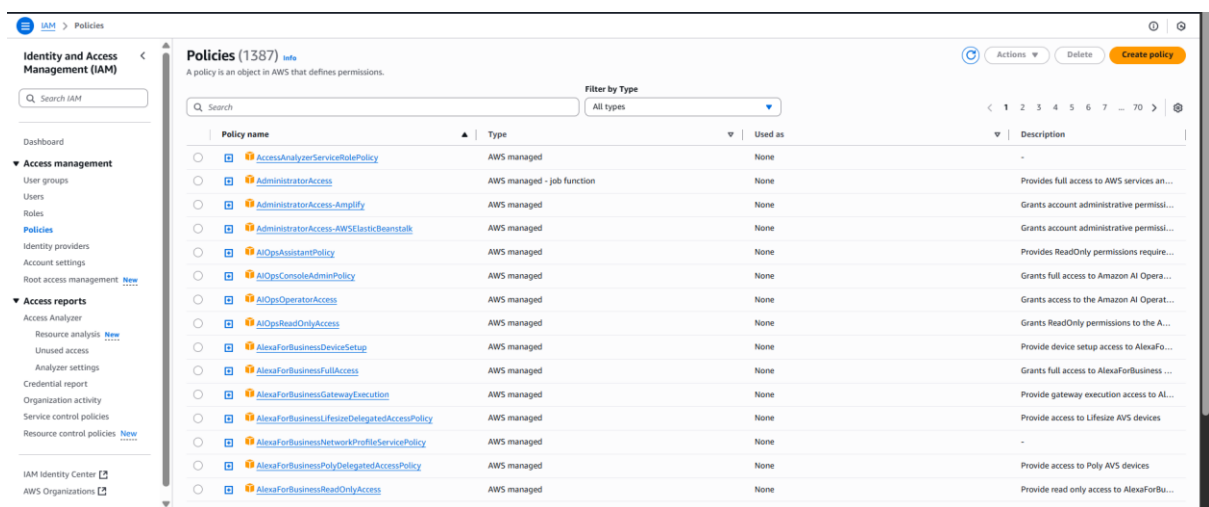 IAM > Policies
Identity and Access Management (IAM)
Search IAM
Dashboard
Access management
User groups
Users
Roles
Policies
Identity providers
Account settings
Root access management New
Access reports
Access Analyzer
Resource analysis New
Unused access
Analyzer settings
Credential report
Organization activity
Service control policies
Resource control policies New
IAM Identity Center
AWS Organizations
Policies (1387) Info
A policy is an object in AWS that defines permissions.
Actions Delete Create policy
Filter by Type
Search All types 1 2 3 4 5 6 7 ... 70
Policy name Type Used as Description
AccessAnalyzerServiceRolePolicy AWS managed None -
AdministratorAccess AWS managed - job function None Provides full access to AWS services an...
AdministratorAccess-Amplify AWS managed None Grants account administrative permissi...
AdministratorAccess-AWSElasticBeanstalk AWS managed None Grants account administrative permissi...
AIOpsAssistantPolicy AWS managed None Provides ReadOnly permissions require...
AIOpsConsoleAdminPolicy AWS managed None Grants full access to Amazon AI Opera...
AIOpsOperatorAccess AWS managed None Grants access to the Amazon AI Operat...
AIOpsReadOnlyAccess AWS managed None Grants ReadOnly permissions to the A...
AlexaForBusinessDeviceSetup AWS managed None Provide device setup access to AlexaFo...
AlexaForBusinessFullAccess AWS managed None Grants full access to AlexaForBusiness ...
AlexaForBusinessGatewayExecution AWS managed None Provide gateway execution access to Al...
AlexaForBusinessLifesizeDelegatedAccessPolicy AWS managed None Provide access to Lifesize AVS devices
AlexaForBusinessNetworkProfileServicePolicy AWS managed None -
AlexaForBusinessPolyDelegatedAccessPolicy AWS managed None Provide access to Poly AVS devices
AlexaForBusinessReadOnlyAccess AWS managed None Provide read only access to AlexaForBu...